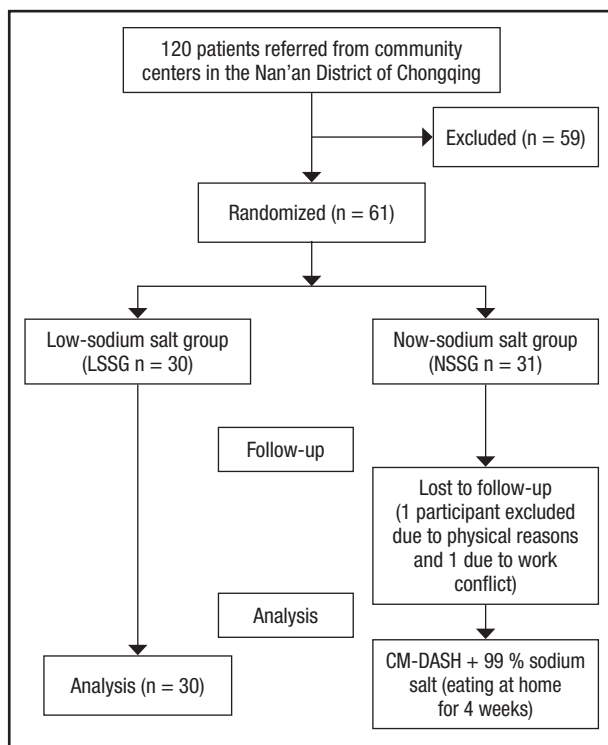 120 patients referred from community
centers in the Nan’an District of Chongqing
Excluded (n = 59)
Randomized (n = 61)
Low-sodium salt group
(LSSG n = 30)
Now-sodium salt group
(NSSG n = 31)
Follow-up
Lost to follow-up
(1 participant excluded
due to physical reasons
and 1 due to work
conflict)
Analysis
Analysis (n = 30)
CM-DASH + 99 % sodium
salt (eating at home
for 4 weeks)